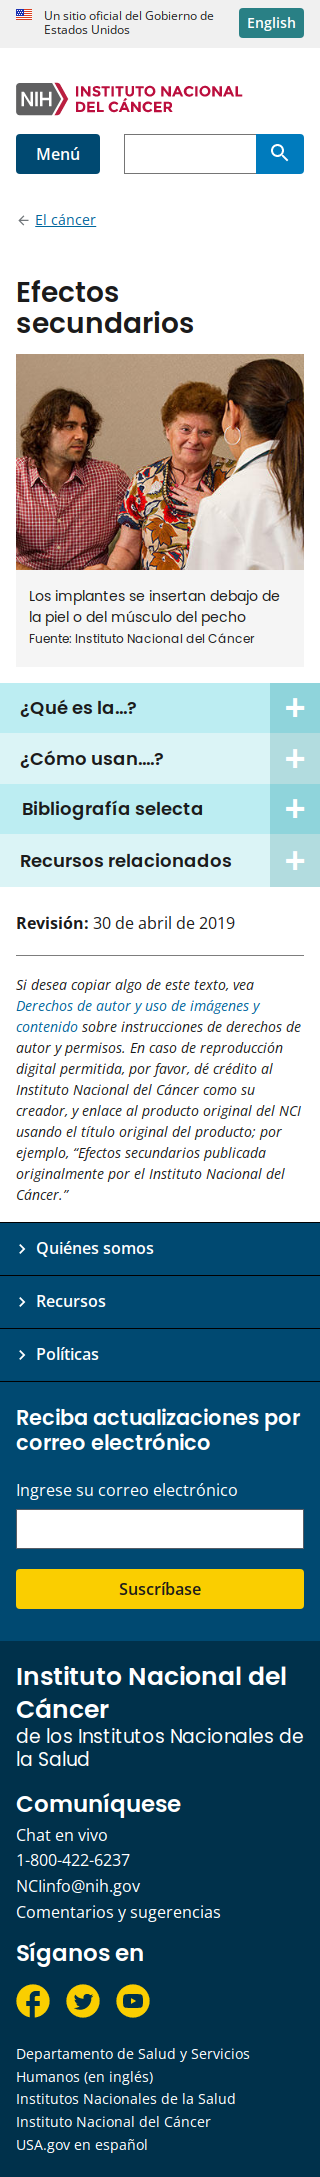 Un sitio oficial del Gobierno de
Estados Unidos
English
NIH
INSTITUTO NACIONAL
DEL CÁNCER
Menú
El cáncer
Efectos
secundarios
Los implantes se insertan debajo de
la piel o del músculo del pecho
Fuente: Instituto Nacional del Cáncer
¿Qué es la...?
¿Cómo usan....?
Bibliografía selecta
Recursos relacionados
Revisión: 30 de abril de 2019
Si desea copiar algo de este texto, vea
Derechos de autor y uso de imágenes y
contenido sobre instrucciones de derechos de
autor y permisos. En caso de reproducción
digital permitida, por favor, dé crédito al
Instituto Nacional del Cáncer como su
creador, y enlace al producto original del NCI
usando el título original del producto; por
ejemplo, “Efectos secundarios publicada
originalmente por el Instituto Nacional del
Cáncer.”
Quiénes somos
Recursos
Políticas
Reciba actualizaciones por
correo electrónico
Ingrese su correo electrónico
Suscríbase
Instituto Nacional del
Cáncer
de los Institutos Nacionales de
la Salud
Comuníquese
Chat en vivo
1-800-422-6237
NCIinfo@nih.gov
Comentarios y sugerencias
Síganos en
Departamento de Salud y Servicios
Humanos (en inglés)
Institutos Nacionales de la Salud
Instituto Nacional del Cáncer
USA.gov en español